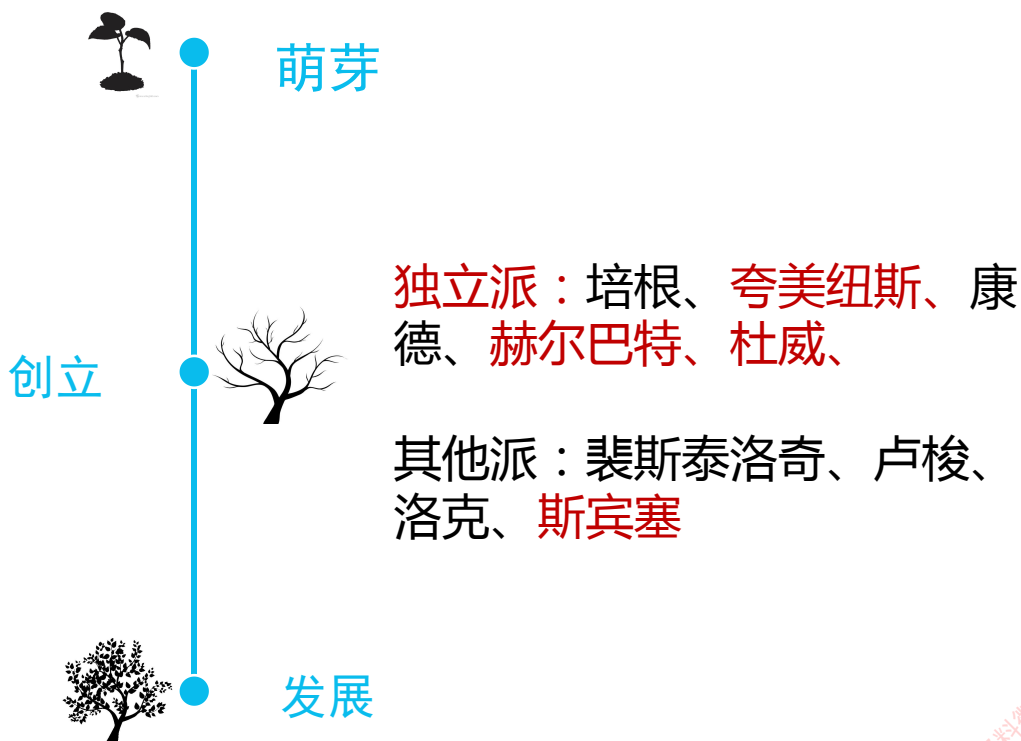 萌芽
独立派：培根、夸美纽斯、康
德、赫尔巴特、杜威、
创立
其他派：裴斯泰洛奇、卢梭、
洛克、斯宾塞
发展